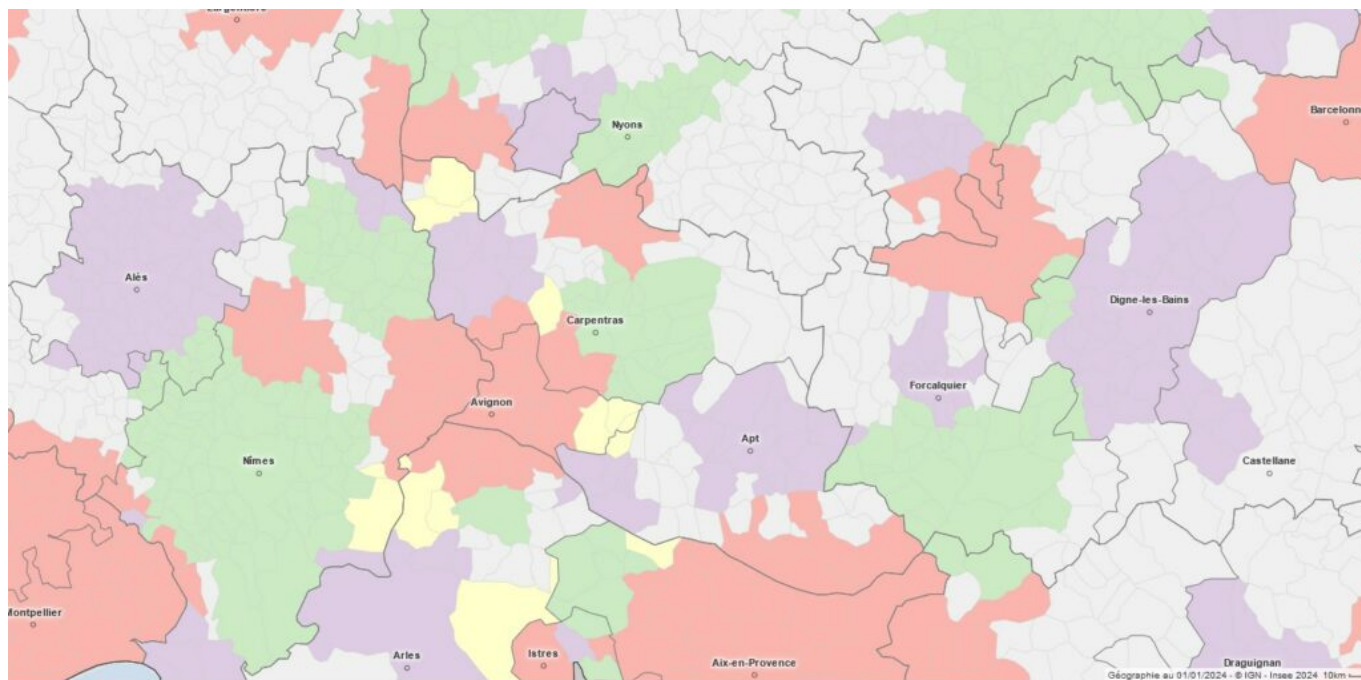 Largentière
Barcelonn
Nyons
Alès
Digne-les-Bains
Carpentras
Forcalquier
Avignon
Apt
Nîmes
Castellane
Montpellier
Arles
Istres
Aix-en-Provence
Draguignan
Géographie au 01/01/2024 - © IGN - Insee 2024 10km